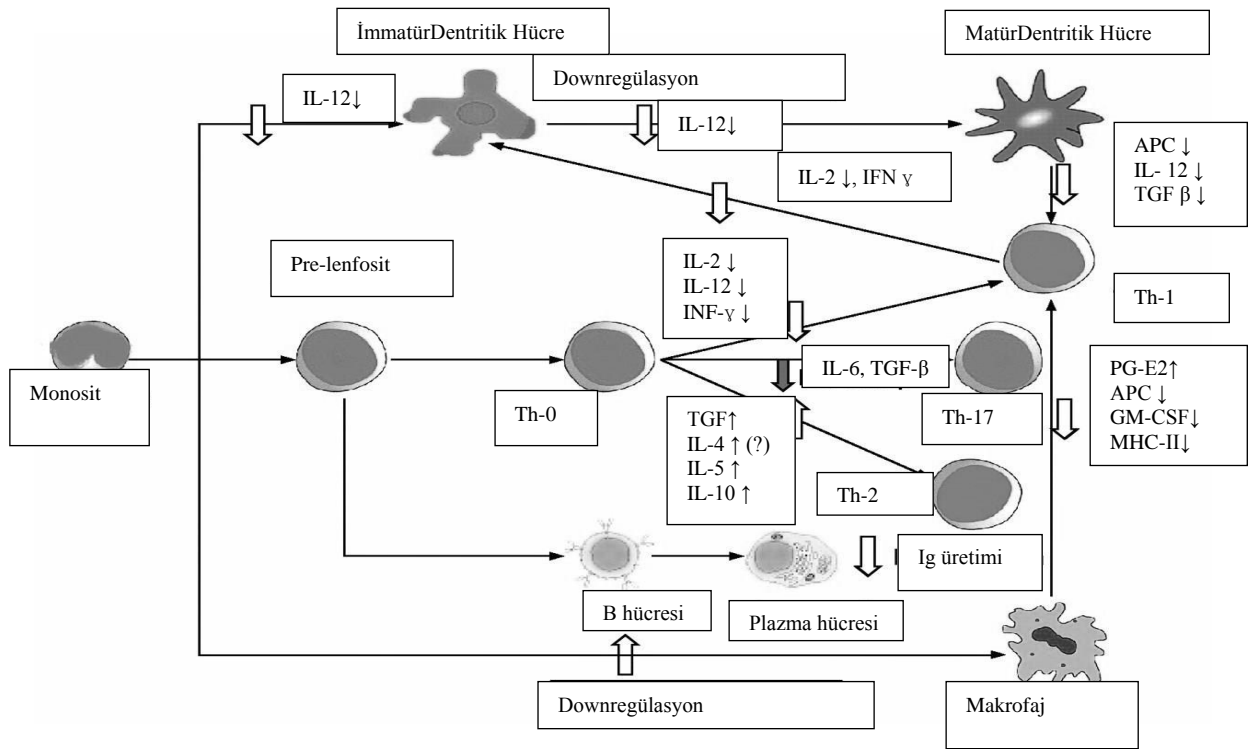 İmmatürDentritik Hücre
MatürDentritik Hücre
Downregülasyon
IL-12↓
IL-12↓
IL-2 ↓, IFN ɣ
APC ↓
IL- 12 ↓
TGF β ↓
Pre-lenfosit
IL-2 ↓
IL-12 ↓
INF-ɣ ↓
Th-1
Monosit
Th-0
IL-6, TGF-β
Th-17
PG-E2↑
APC ↓
GM-CSF↓
MHC-II↓
TGF↑
IL-4 ↑ (?)
IL-5 ↑
IL-10 ↑
Th-2
Ig üretimi
B hücresi
Plazma hücresi
Downregülasyon
Makrofaj